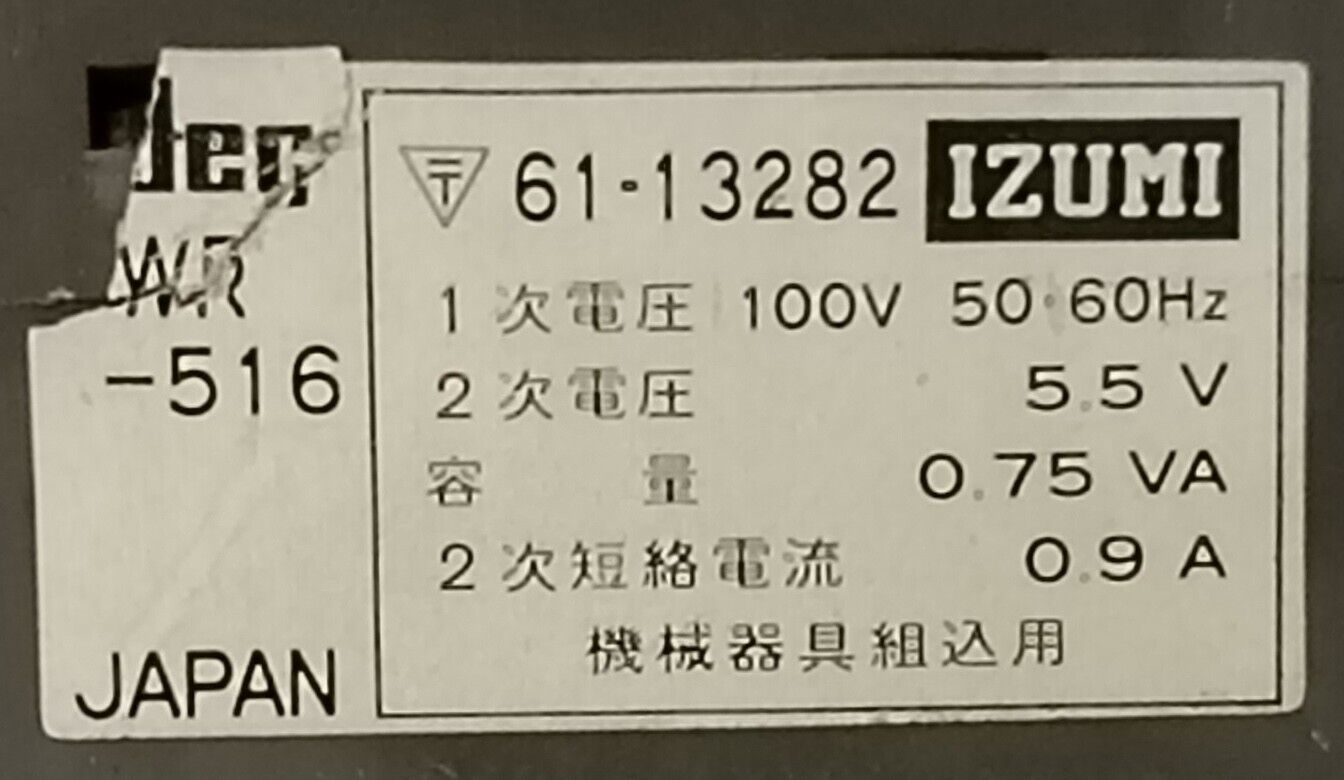 WR
-516
JAPAN
〒 61-13282 IZUMI
1次電圧 100V 50·60Hz
2次電圧 5.5 V
容量 0.75 VA
2次短絡電流 0.9 A
機械器具組込用